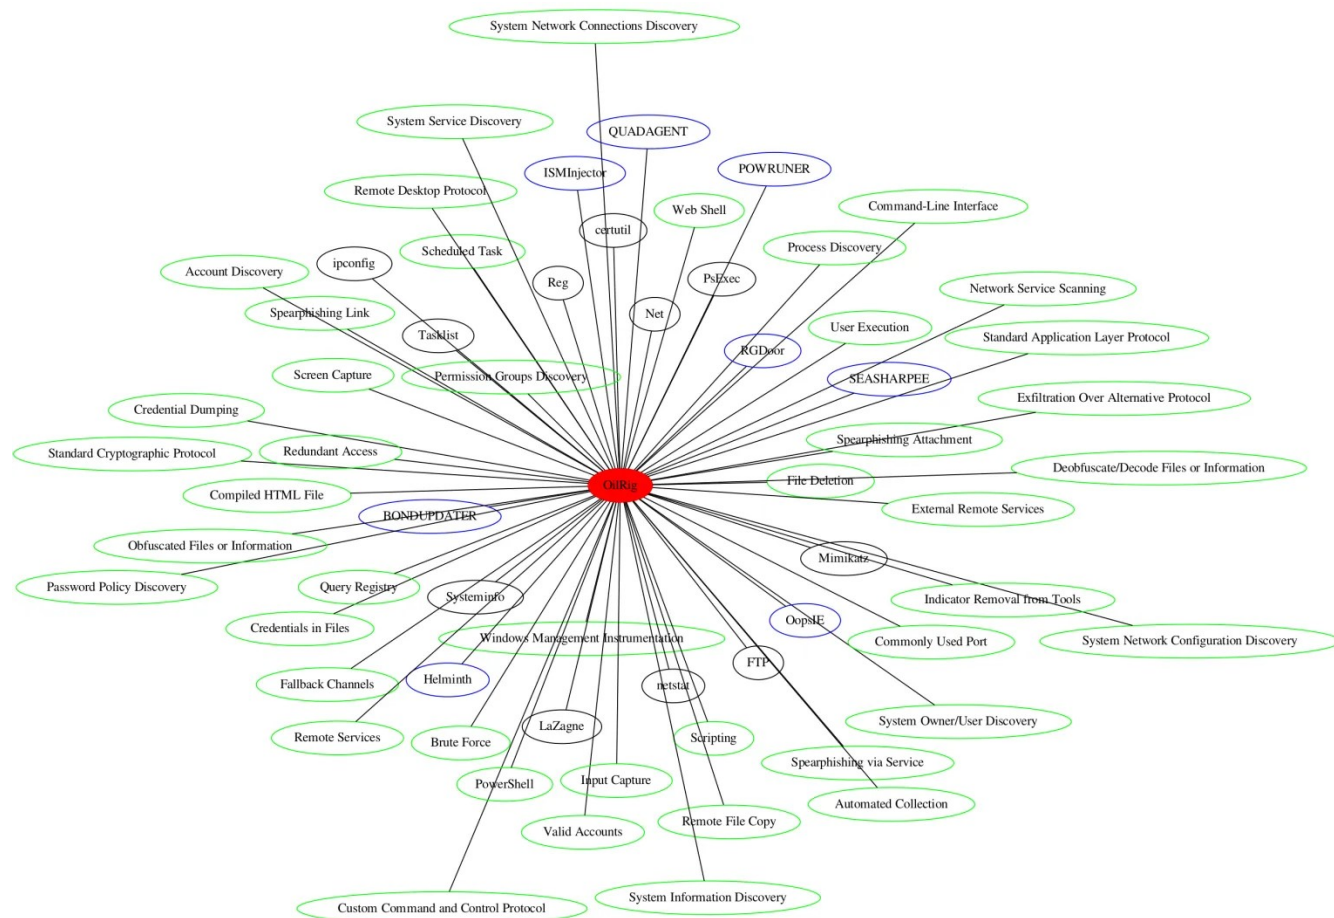 System Network Connections Discovery
System Service Discovery
QUADAGENT
ISMInjector
POWRUNER
Remote Desktop Protocol
Web Shell
Command-Line Interface
certutil
Scheduled Task
Process Discovery
ipconfig
Account Discovery
Reg
PsExec
Network Service Scanning
Spearphishing Link
Net
User Execution
Tasklist
Standard Application Layer Protocol
RGDoor
Screen Capture
Permission Groups Discovery
SEASHARPEE
Exfiltration Over Alternative Protocol
Credential Dumping
Spearphishing Attachment
Standard Cryptographic Protocol
Redundant Access
Deobfuscate/Decode Files or Information
File Deletion
OilRig
Compiled HTML File
External Remote Services
BONDUPDATER
Obfuscated Files or Information
Mimikatz
Password Policy Discovery
Query Registry
Systeminfo
Indicator Removal from Tools
OopsIE
Credentials in Files
Windows Management Instrumentation
Commonly Used Port
System Network Configuration Discovery
FTP
Helminth
Fallback Channels
netstat
System Owner/User Discovery
LaZagne
Remote Services
Scripting
Brute Force
Spearphishing via Service
Input Capture
PowerShell
Automated Collection
Remote File Copy
Valid Accounts
System Information Discovery
Custom Command and Control Protocol